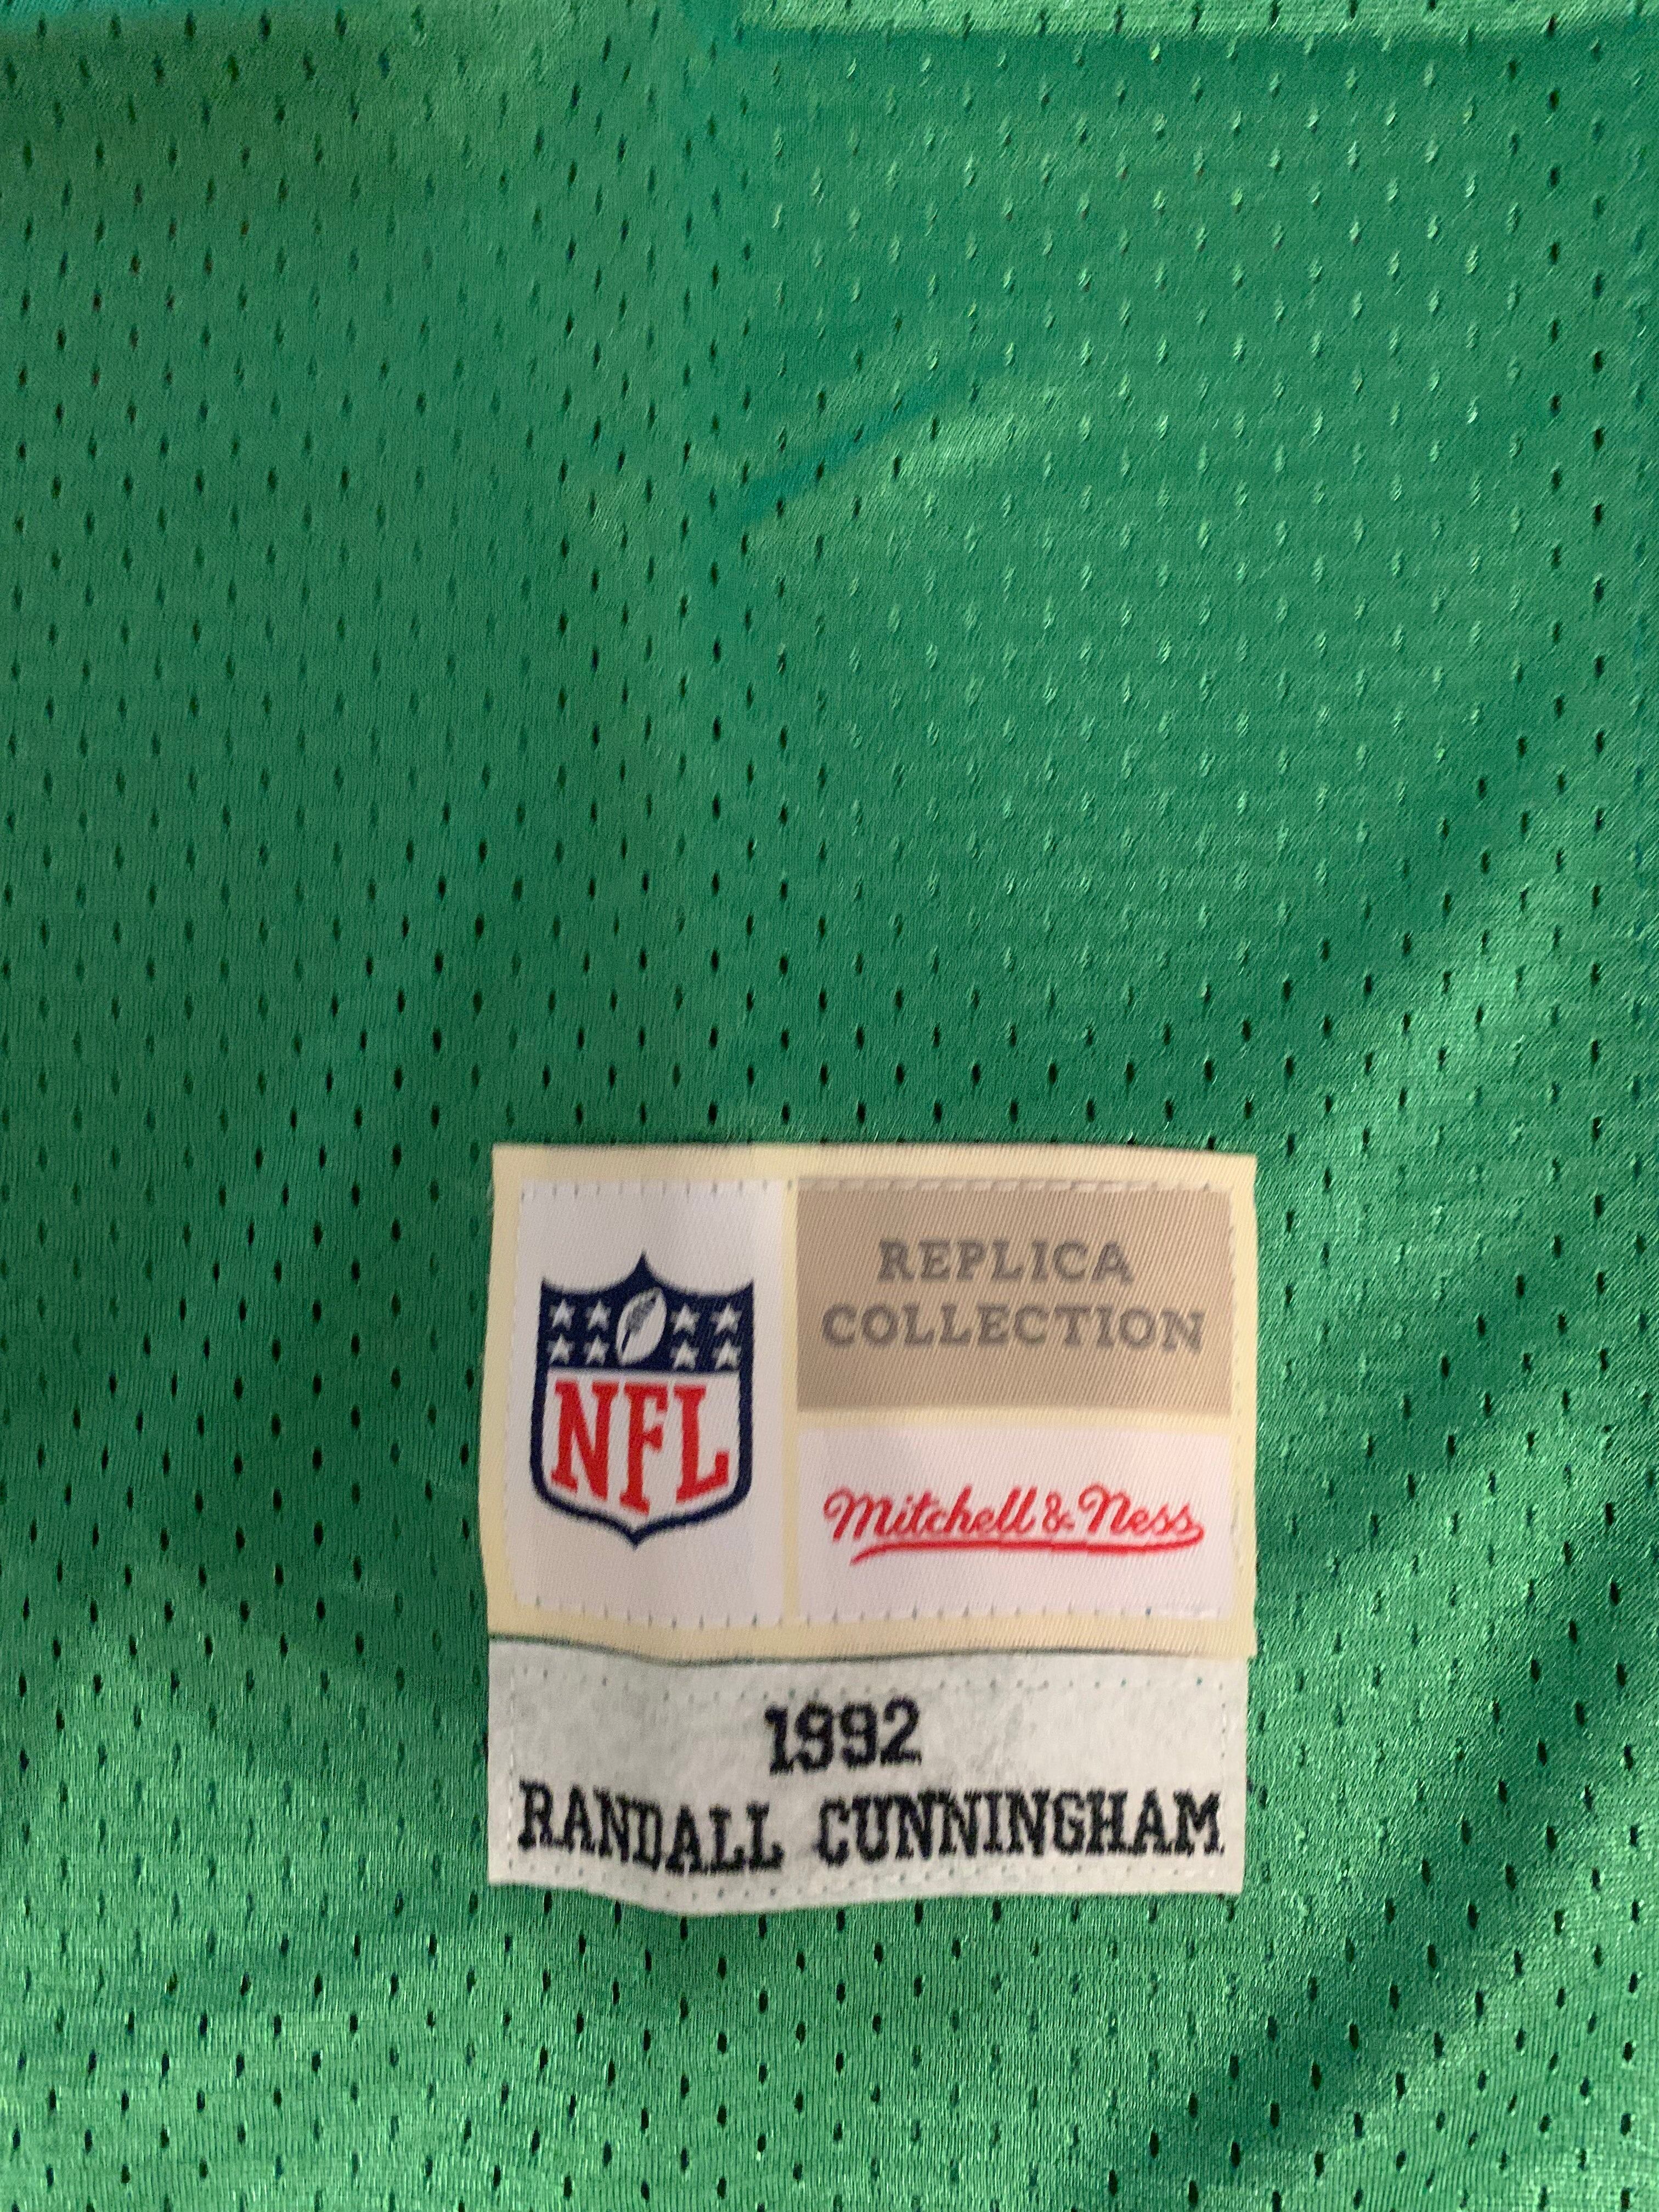 NFL
REPLICA
COLLECTION
Mitchell & Ness
1992
RANDALL CUNNINGHAM